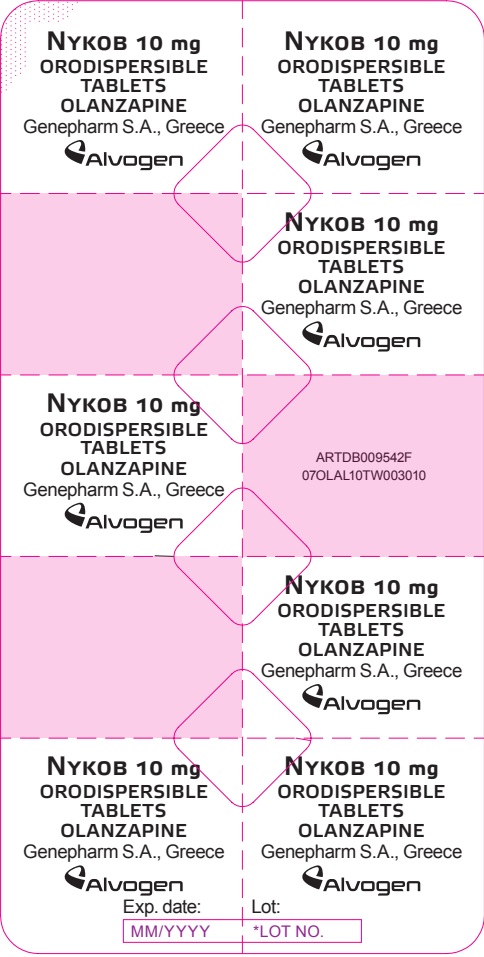 NYKOB 10 mg
ORODISPERSIBLE
TABLETS
OLANZAPINE
Genepharm S.A., Greece
Alvogen
NYKOB 10 mg
ORODISPERSIBLE
TABLETS
OLANZAPINE
Genepharm S.A., Greece
Alvogen
NYKOB 10 mg
ORODISPERSIBLE
TABLETS
OLANZAPINE
Genepharm S.A., Greece
Alvogen
NYKOB 10 mg
ORODISPERSIBLE
TABLETS
OLANZAPINE
Genepharm S.A., Greece
Alvogen
ARTDB009542F
07OLAL10TW003010
NYKOB 10 mg
ORODISPERSIBLE
TABLETS
OLANZAPINE
Genepharm S.A., Greece
Alvogen
NYKOB 10 mg
ORODISPERSIBLE
TABLETS
OLANZAPINE
Genepharm S.A., Greece
Alvogen
NYKOB 10 mg
ORODISPERSIBLE
TABLETS
OLANZAPINE
Genepharm S.A., Greece
Alvogen
Exp. date: Lot:
MM/YYYY *LOT NO.